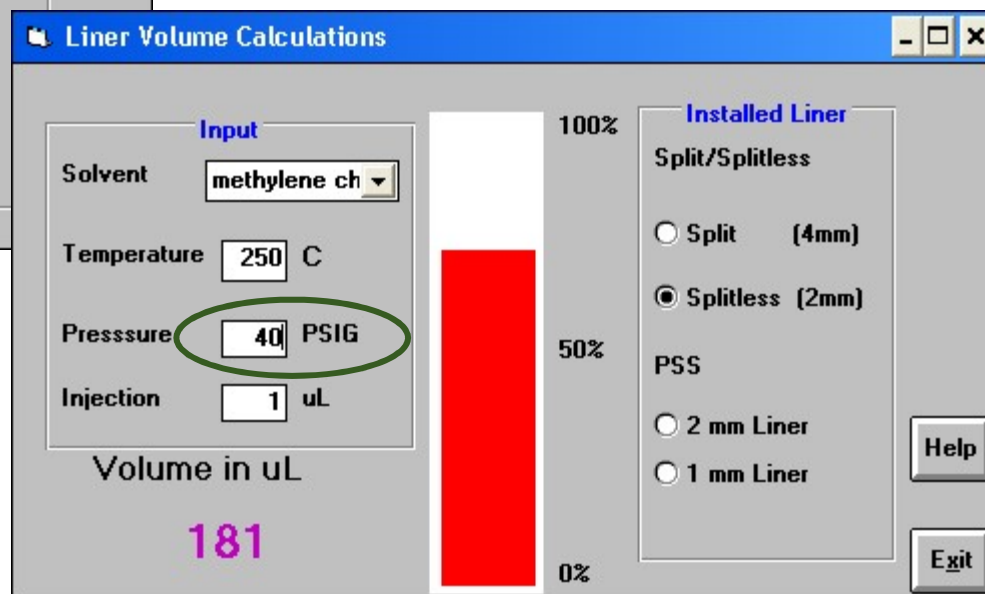 Liner Volume Calculations
Input
Solvent methylene ch
Temperature 250 C
Presssure 40 PSIG
Injection 1 uL
Volume in uL
181
100%
50%
0%
Installed Liner
Split/Splitless
Split (4mm)
Splitless (2mm)
PSS
2 mm Liner
1 mm Liner
Help
Exit